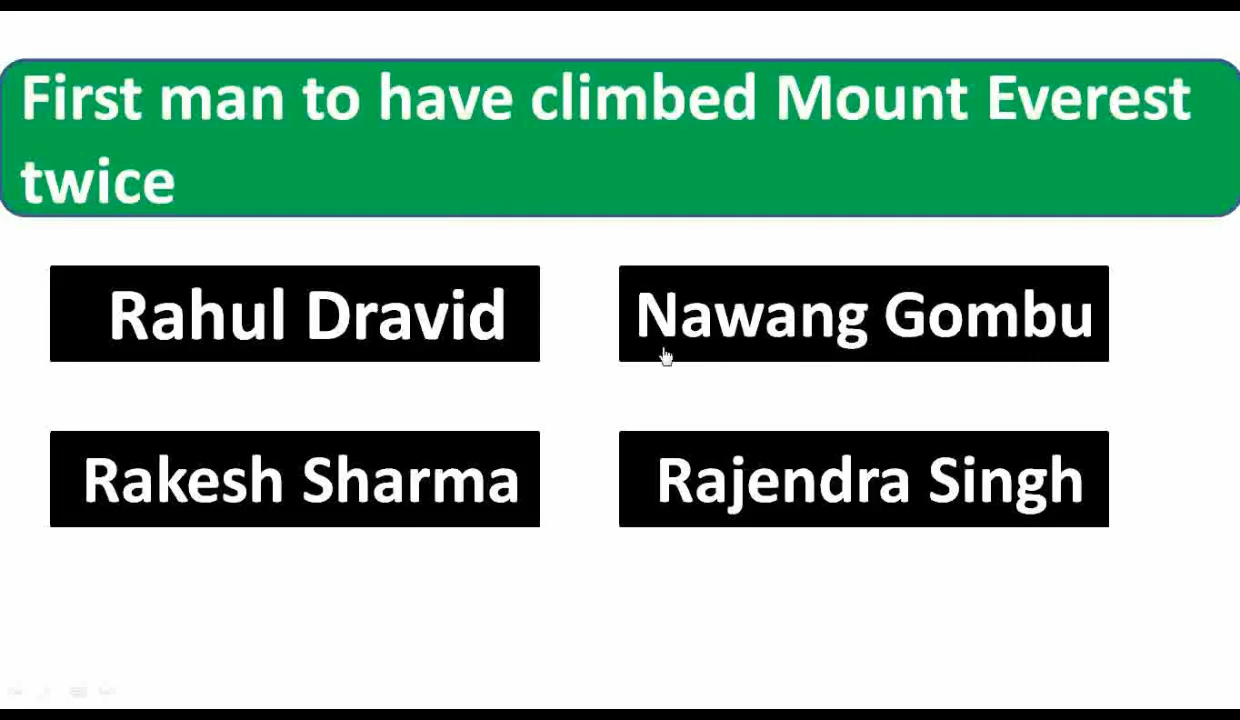 First man to have climbed Mount Everest
twice
Rahul Dravid
Nawang Gombu
Rakesh Sharma
Rajendra Singh